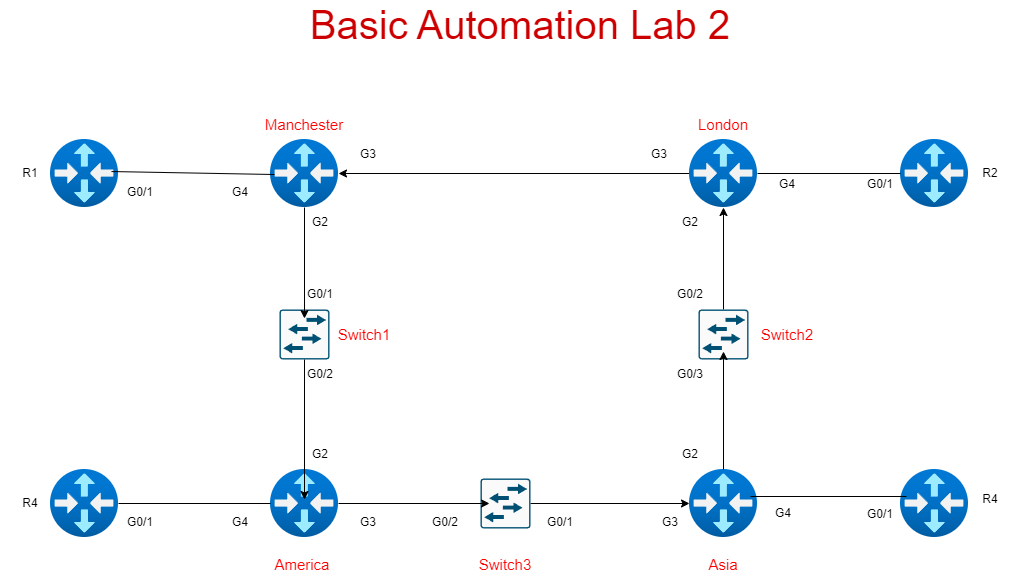 Basic Automation Lab 2
Manchester
London
G3
G3
R1
R2
G0/1
G4
G4
G0/1
G2
G2
G0/1
G0/2
Switch1
Switch2
G0/2
G0/3
G2
G2
R4
R4
G0/1
G4
G3
G0/2
G0/1
G3
G4
G0/1
America
Switch3
Asia